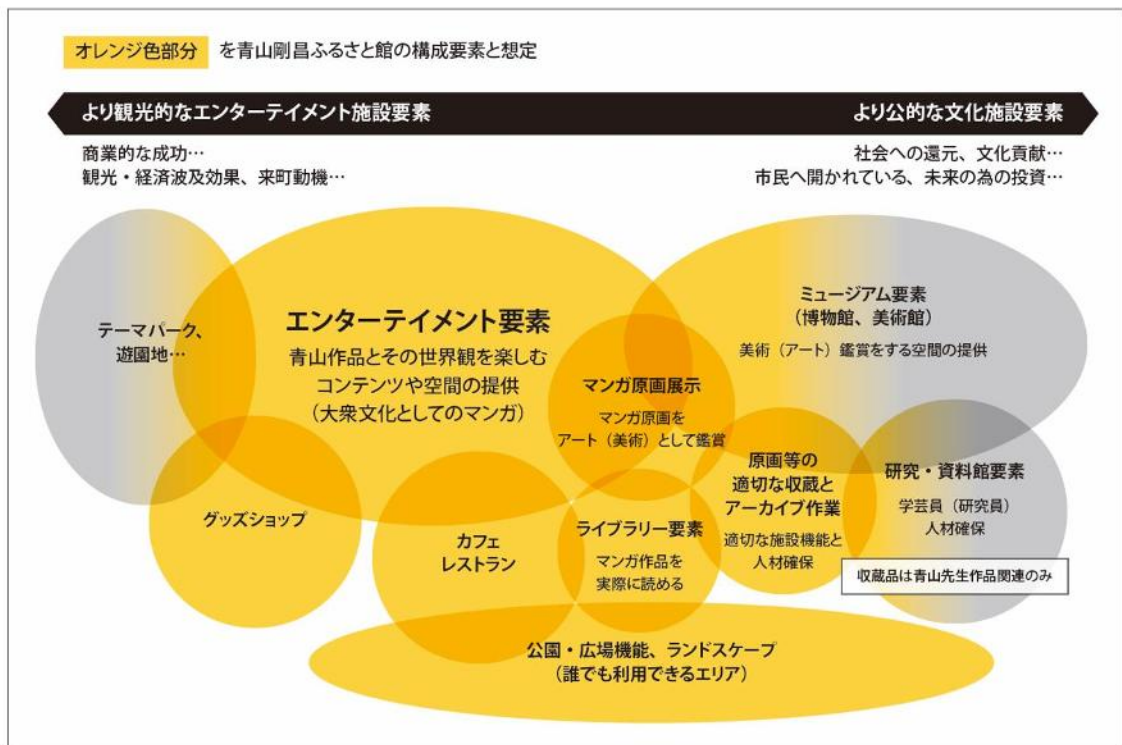 オレンジ色部分 を青山剛昌ふるさと館の構成要素と想定
より観光的なエンターテイメント施設要素
より公的な文化施設要素
商業的な成功…
観光・経済波及効果、来町動機…
社会への還元、文化貢献…
市民へ開かれている、未来の為の投資…
テーマパーク、
遊園地…
エンターテイメント要素
青山作品とその世界観を楽しむ
コンテンツや空間の提供
（大衆文化としてのマンガ）
ミュージアム要素
（博物館、美術館）
美術（アート）鑑賞をする空間の提供
マンガ原画展示
マンガ原画を
アート（美術）として鑑賞
原画等の
適切な収蔵と
アーカイブ作業
適切な施設機能と
人材確保
研究・資料館要素
学芸員（研究員）
人材確保
収蔵品は青山先生作品関連のみ
グッズショップ
カフェ
レストラン
ライブラリー要素
マンガ作品を
実際に読める
公園・広場機能、ランドスケープ
（誰でも利用できるエリア）